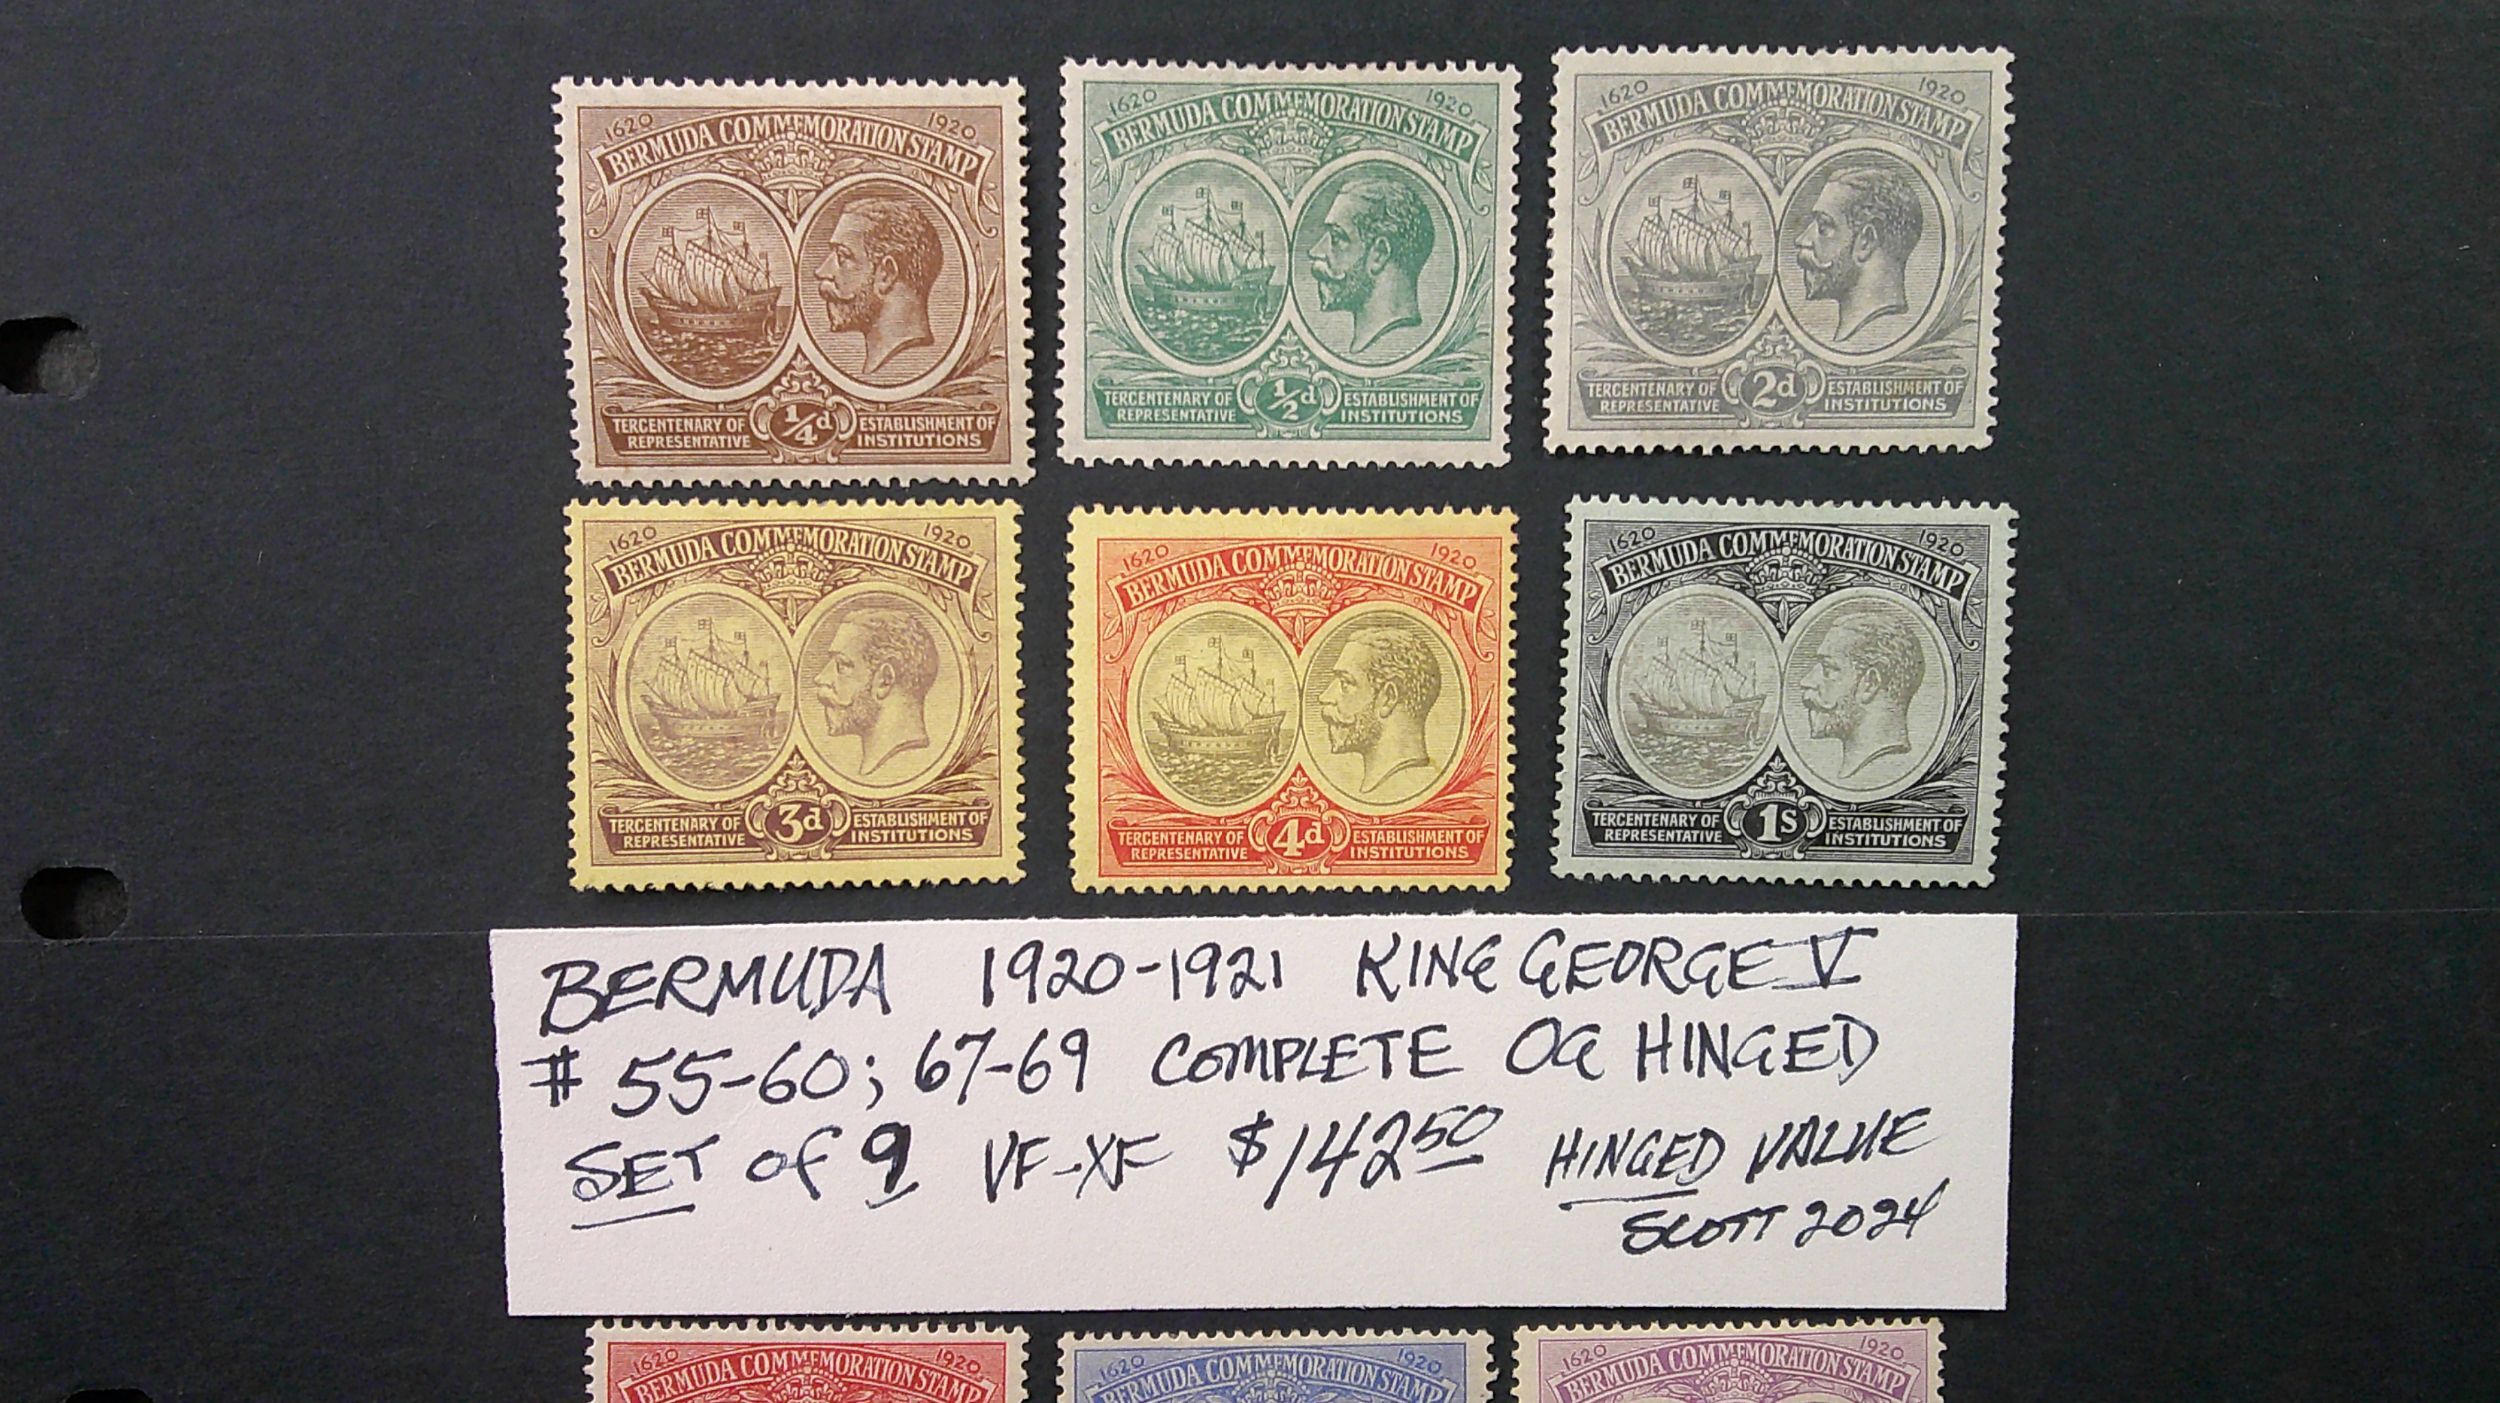 1620 1920
BERMUDA COMMEMORATION STAMP
TERCENTENARY OF REPRESENTATIVE
1/4d
ESTABLISHMENT OF INSTITUTIONS
1620 1920
BERMUDA COMMEMORATION STAMP
TERCENTENARY OF REPRESENTATIVE
1/2d
ESTABLISHMENT OF INSTITUTIONS
1620 1920
BERMUDA COMMEMORATION STAMP
TERCENTENARY OF REPRESENTATIVE
2d
ESTABLISHMENT OF INSTITUTIONS
1620 1920
BERMUDA COMMEMORATION STAMP
TERCENTENARY OF REPRESENTATIVE
3d
ESTABLISHMENT OF INSTITUTIONS
1620 1920
BERMUDA COMMEMORATION STAMP
TERCENTENARY OF REPRESENTATIVE
4d
ESTABLISHMENT OF INSTITUTIONS
1620 1920
BERMUDA COMMEMORATION STAMP
TERCENTENARY OF REPRESENTATIVE
1s
ESTABLISHMENT OF INSTITUTIONS
BERMUDA 1920-1921 KING GEORGE V
# 55-60; 67-69 COMPLETE OG HINGED
SET of 9 VF-XF $142.50 HINGED VALUE
SCOTT 2024
1620 1920
BERMUDA COMMEMORATION STAMP
1620 1920
BERMUDA COMMEMORATION STAMP
1620 1920
BERMUDA COMMEMORATION STAMP